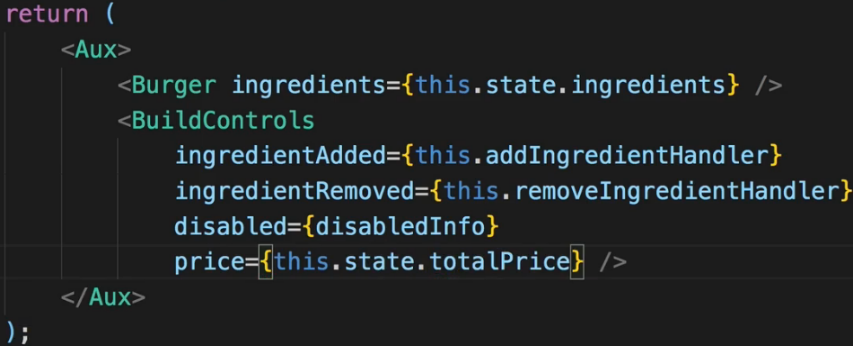 return (
<Aux>
<Burger ingredients={this.state.ingredients} />
<BuildControls
ingredientAdded={this.addIngredientHandler}
ingredientRemoved={this.removeIngredientHandler}
disabled={disabledInfo}
price={this.state.totalPrice} />
</Aux>
);